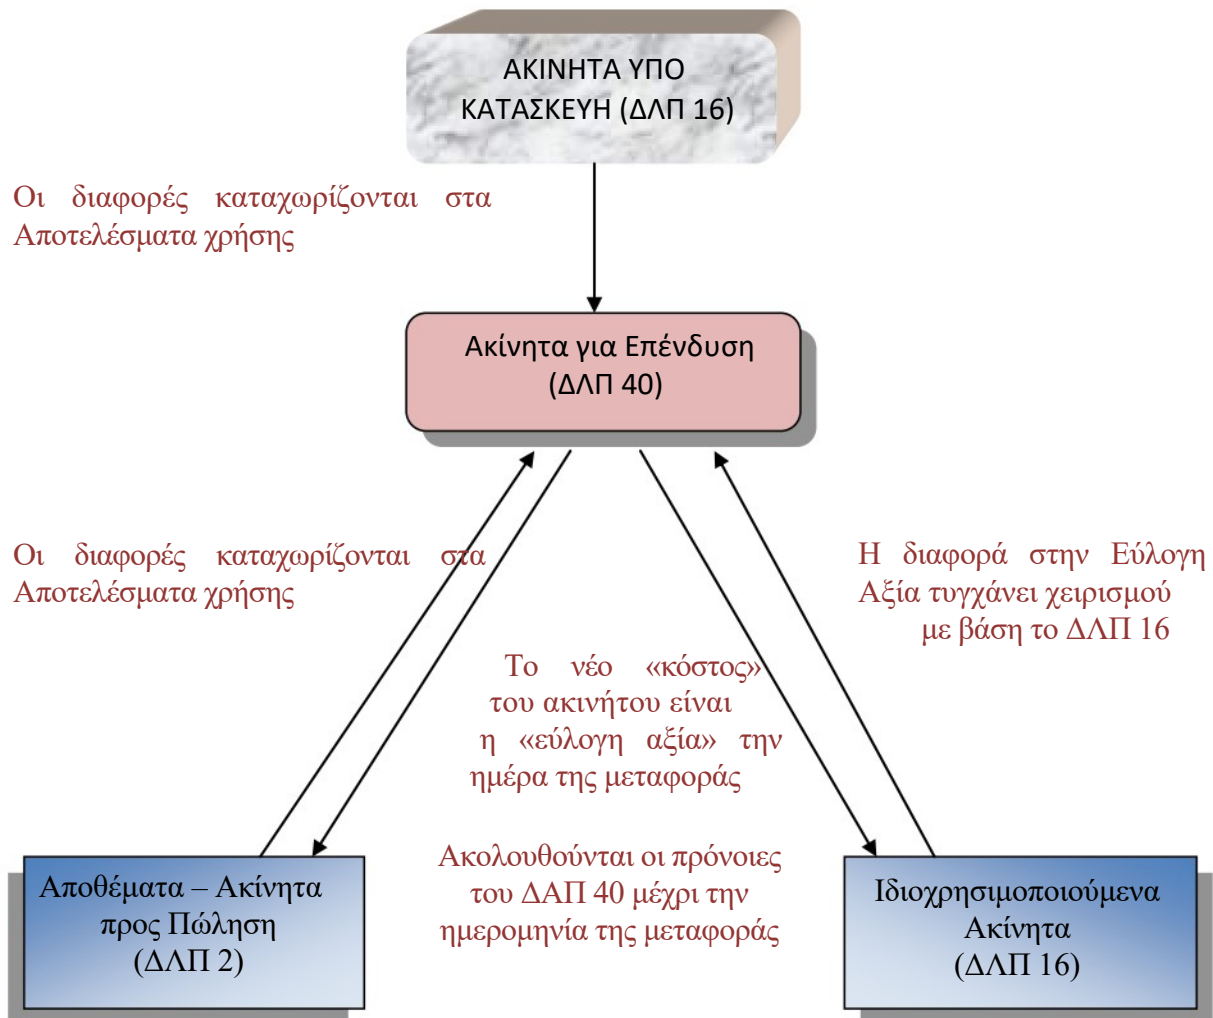 ΑΚΙΝΗΤΑ ΥΠΟ
ΚΑΤΑΣΚΕΥΗ (ΔΛΠ 16)
Οι διαφορές καταχωρίζονται στα
Αποτελέσματα χρήσης
Ακίνητα για Επένδυση
(ΔΛΠ 40)
Οι διαφορές καταχωρίζονται στα
Αποτελέσματα χρήσης
Η διαφορά στην Εύλογη
Αξία τυγχάνει χειρισμού
με βάση το ΔΛΠ 16
Το νέο «κόστος»
του ακινήτου είναι
η «εύλογη αξία» την
ημέρα της μεταφοράς
Ακολουθούνται οι πρόνοιες
του ΔΑΠ 40 μέχρι την
ημερομηνία της μεταφοράς
Αποθέματα – Ακίνητα
προς Πώληση
(ΔΛΠ 2)
Ιδιοχρησιμοποιούμενα
Ακίνητα
(ΔΛΠ 16)